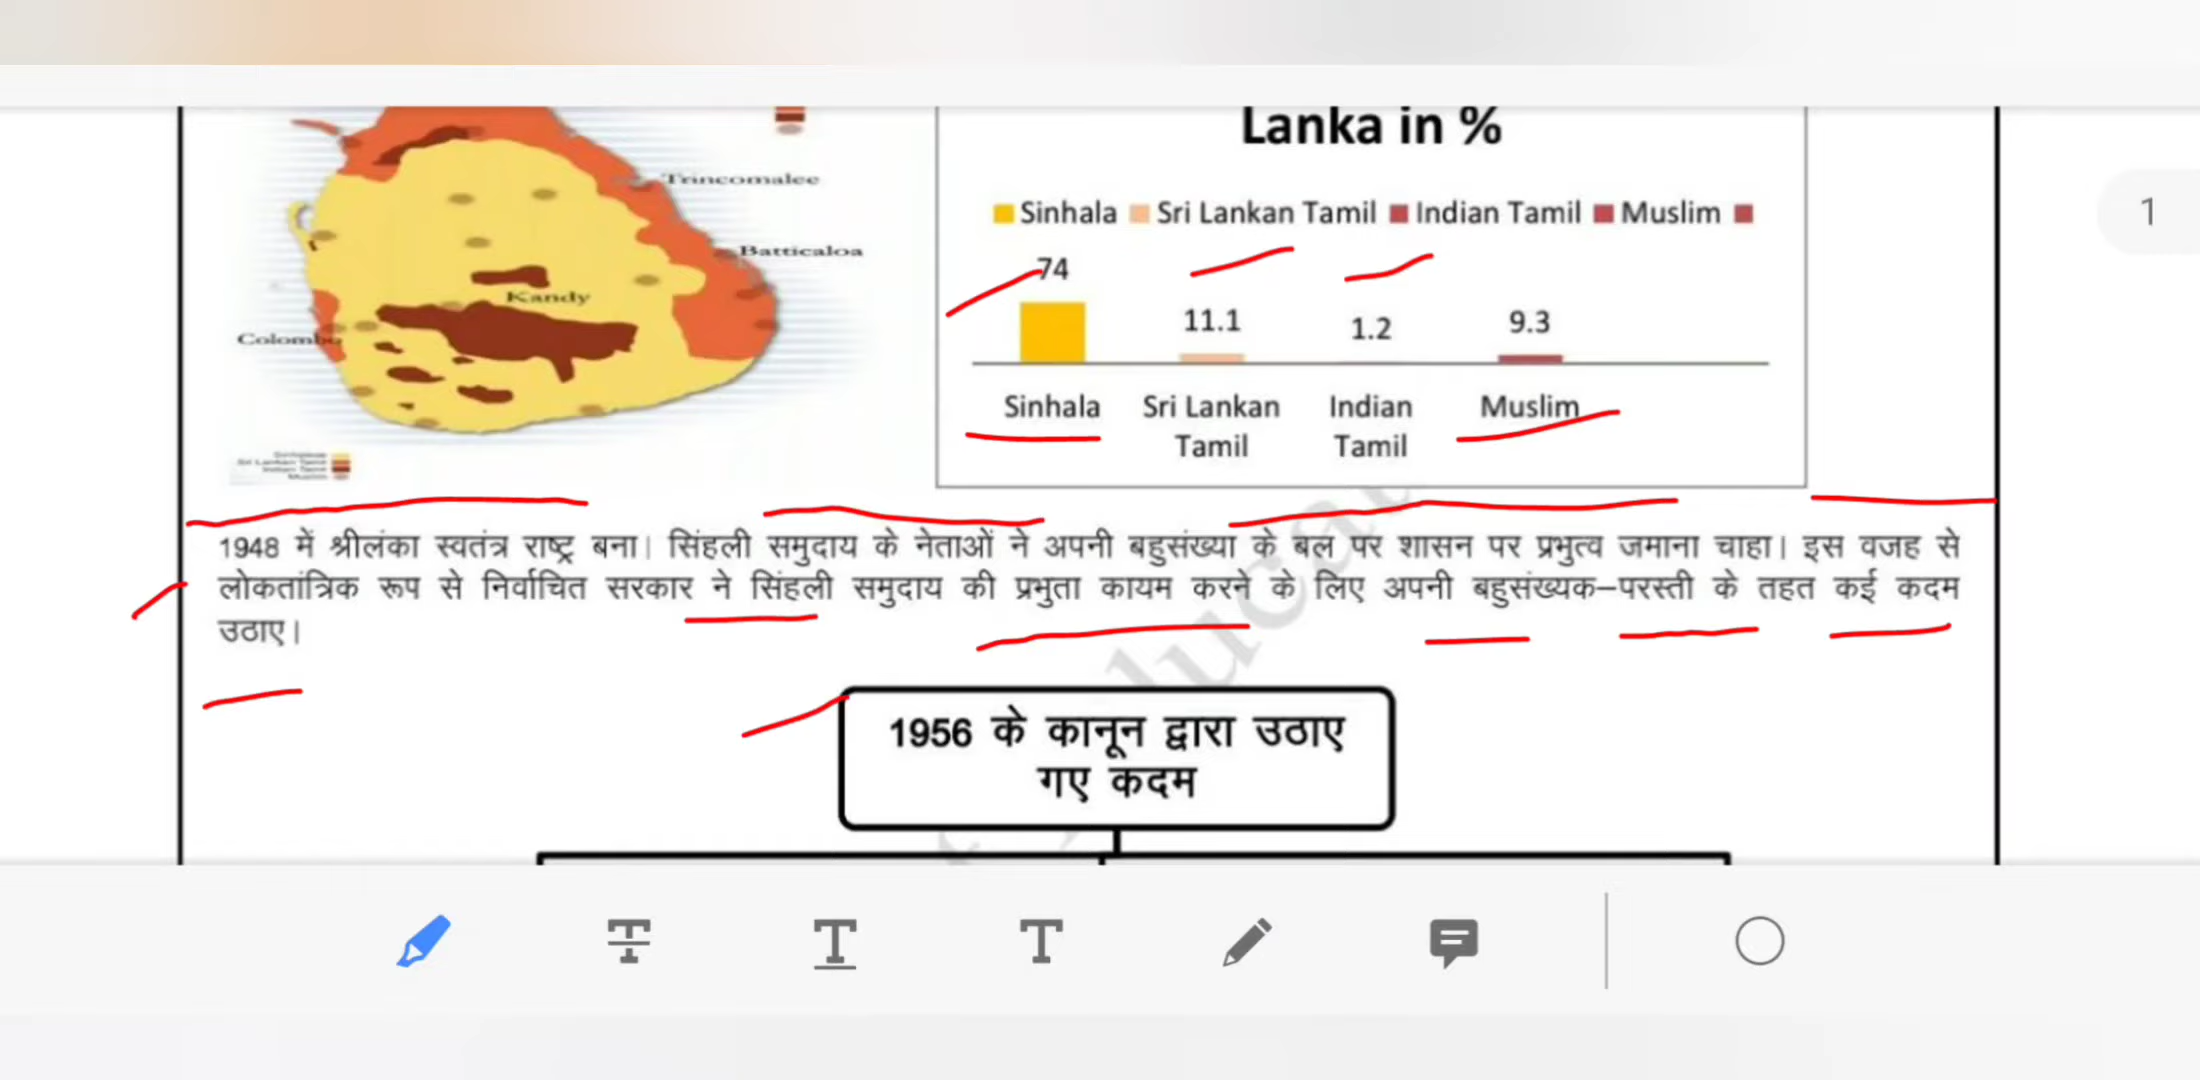 Lanka in %
Sinhala Sri Lankan Tamil Indian Tamil Muslim
Trincomalee
Batticaloa
Kandy
Colombo
74
11.1
1.2
9.3
Sinhala
Sri Lankan
Tamil
Indian
Tamil
Muslim
1
1948 में श्रीलंका स्वतंत्र राष्ट्र बना। सिंहली समुदाय के नेताओं ने अपनी बहुसंख्या के बल पर शासन पर प्रभुत्व जमाना चाहा। इस वजह से
लोकतांत्रिक रूप से निर्वाचित सरकार ने सिंहली समुदाय की प्रभुता कायम करने के लिए अपनी बहुसंख्यक–परस्ती के तहत कई कदम
उठाए।
1956 के कानून द्वारा उठाए
गए कदम